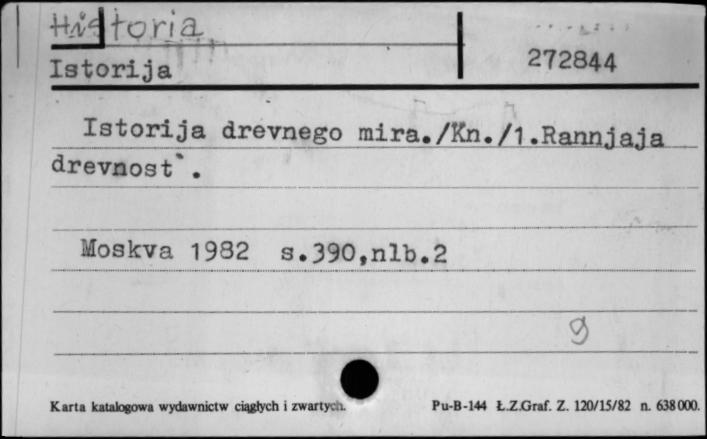 Historia
Istorija 272844
Istorija drevnego mira./Kn./1.Rannjaja
drevnost`.
Moskva 1982 s.390,nlb.2
9
Karta katalogowa wydawnictw ciągłych i zwartych. Pu-B-144 Ł.Z.Graf. Z. 120/15/82 n. 638000.